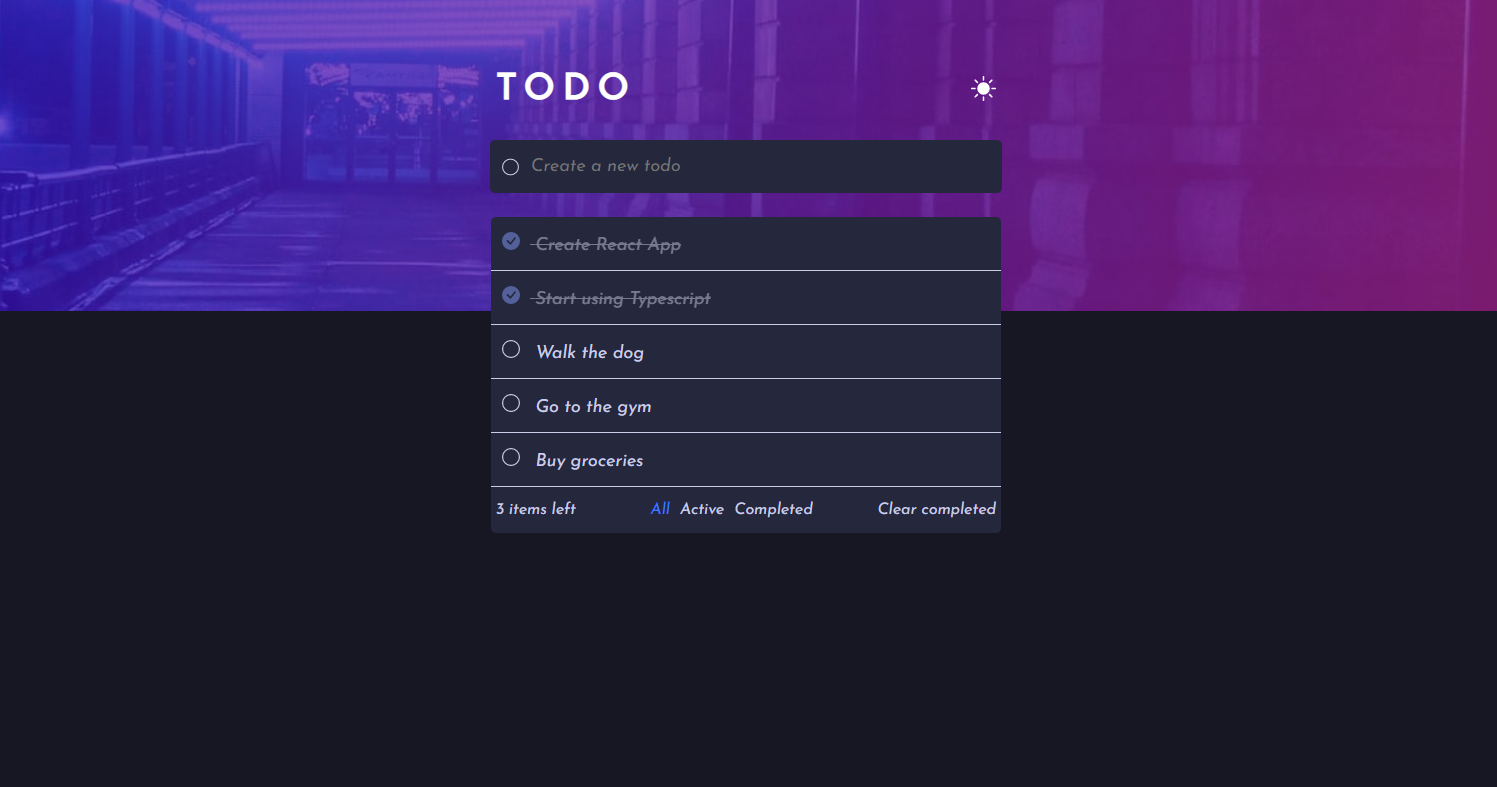 TODO
Create a new todo
Create React App
Start using Typescript
Walk the dog
Go to the gym
Buy groceries
3 items left All Active Completed Clear completed